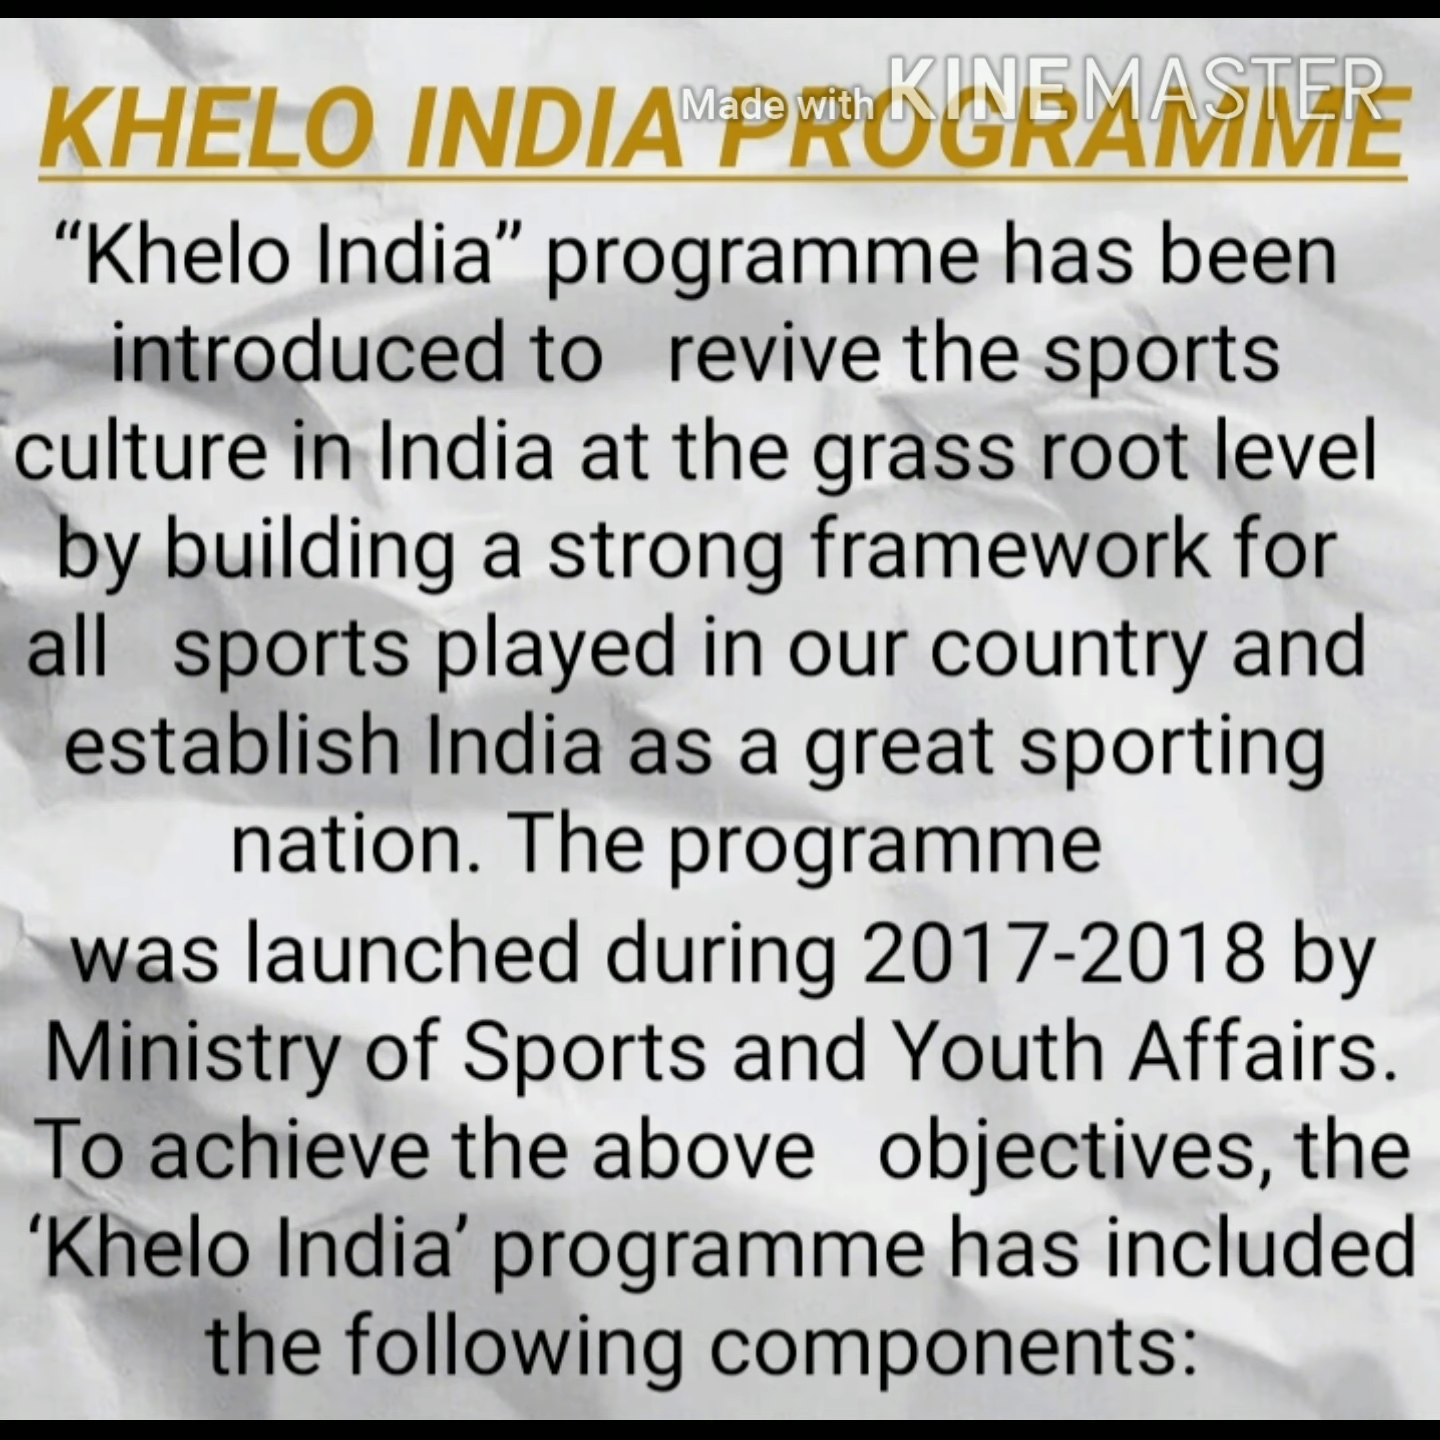 Made with KINEMASTER
KHELO INDIA PROGRAMME
“Khelo India” programme has been
introduced to revive the sports
culture in India at the grass root level
by building a strong framework for
all sports played in our country and
establish India as a great sporting
nation. The programme
was launched during 2017-2018 by
Ministry of Sports and Youth Affairs.
To achieve the above objectives, the
‘Khelo India’ programme has included
the following components: